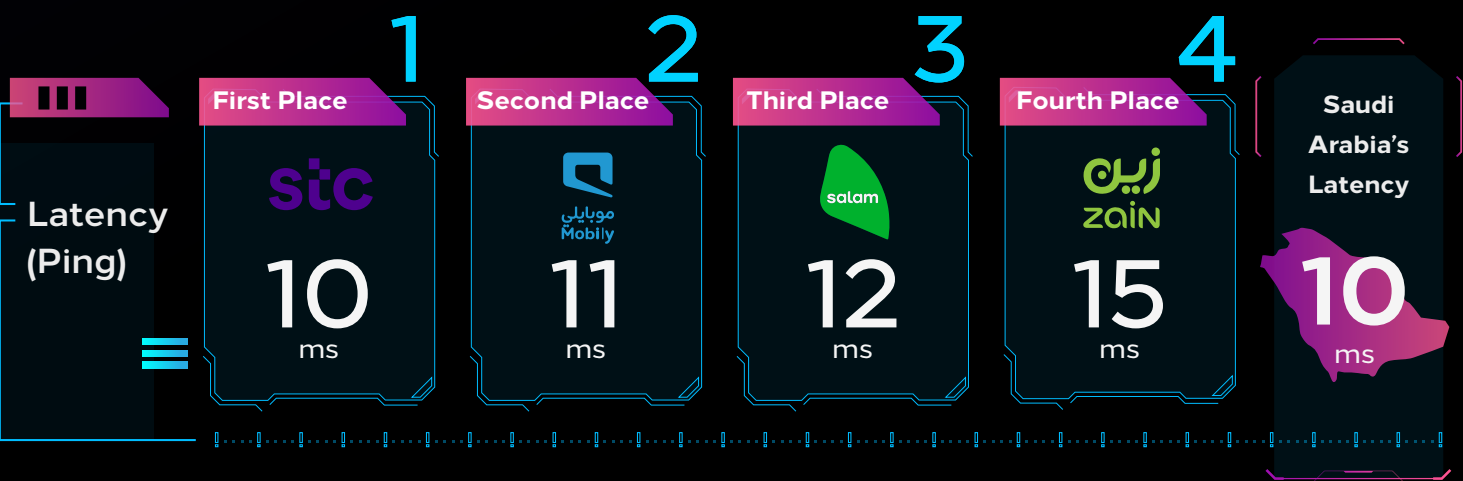 Latency
(Ping)
1
First Place
stc
10
ms
2
Second Place
موبايلي
Mobily
11
ms
3
Third Place
salam
12
ms
4
Fourth Place
زين
zain
15
ms
Saudi
Arabia’s
Latency
10
ms